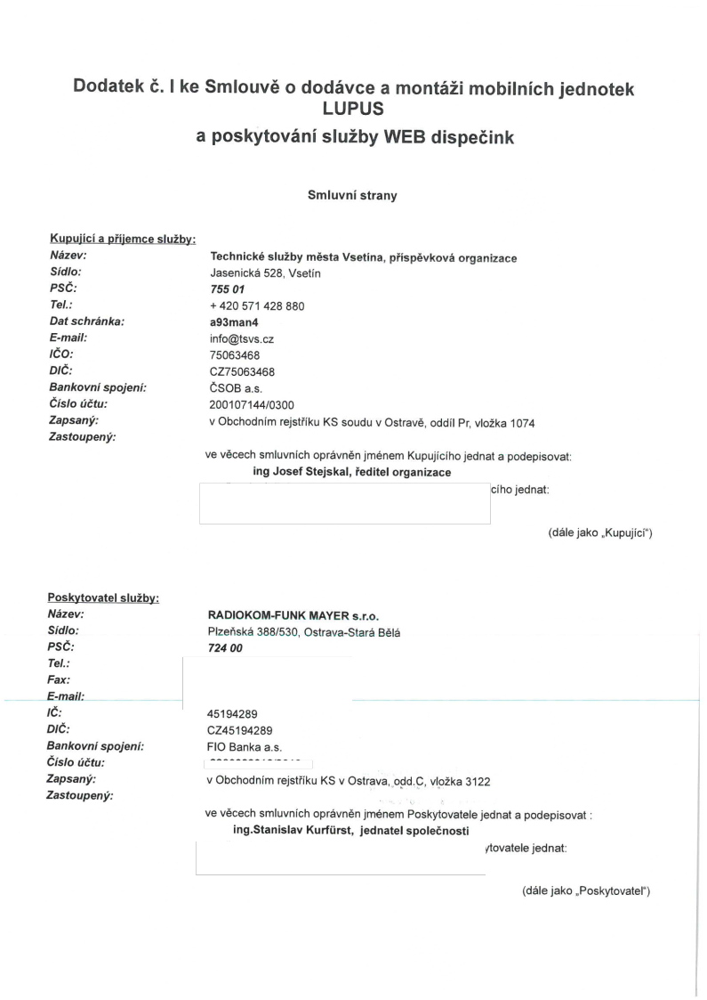 Dodatek č. I ke Smlouvě o dodávce a montáži mobilních jednotek
LUPUS
a poskytování služby WEB dispečink
Smluvní strany
Kupující a příjemce služby:
Název: Technické služby města Vsetína, příspěvková organizace
Sídlo: Jasenická 528, Vsetín
PSČ: 755 01
Tel.: + 420 571 428 880
Dat schránka: a93man4
E-mail: info@tsvs.cz
IČO: 75063468
DIČ: CZ75063468
Bankovní spojení: ČSOB a.s.
Číslo účtu: 200107144/0300
Zapsaný: v Obchodním rejstříku KS soudu v Ostravě, oddíl Pr, vložka 1074
Zastoupený:
ve věcech smluvních oprávněn jménem Kupujícího jednat a podepisovat:
ing Josef Stejskal, ředitel organizace
cího jednat:
(dále jako „Kupující")
Poskytovatel služby:
Název: RADIOKOM-FUNK MAYER s.r.o.
Sídlo: Plzeňská 388/530, Ostrava-Stará Bělá
PSČ: 724 00
Tel.:
Fax:
E-mail:
IČ: 45194289
DIČ: CZ45194289
Bankovní spojení: FIO Banka a.s.
Číslo účtu:
Zapsaný: v Obchodním rejstříku KS v Ostrava, odd.C, vložka 3122
Zastoupený:
ve věcech smluvních oprávněn jménem Poskytovatele jednat a podepisovat :
ing.Stanislav Kurfürst, jednatel společnosti
ytovatele jednat:
(dále jako „Poskytovatel")